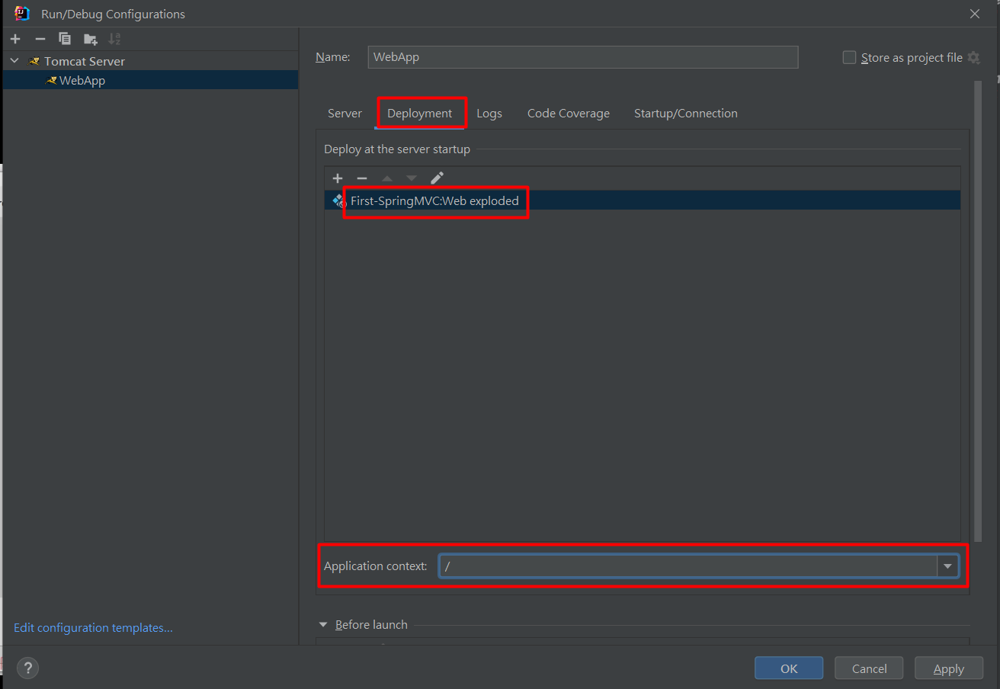 Run/Debug Configurations
Tomcat Server
WebApp
Name: WebApp
Store as project file
Server Deployment Logs Code Coverage Startup/Connection
Deploy at the server startup
First-SpringMVC:Web exploded
Application context: /
Before launch
Edit configuration templates...
? OK Cancel Apply